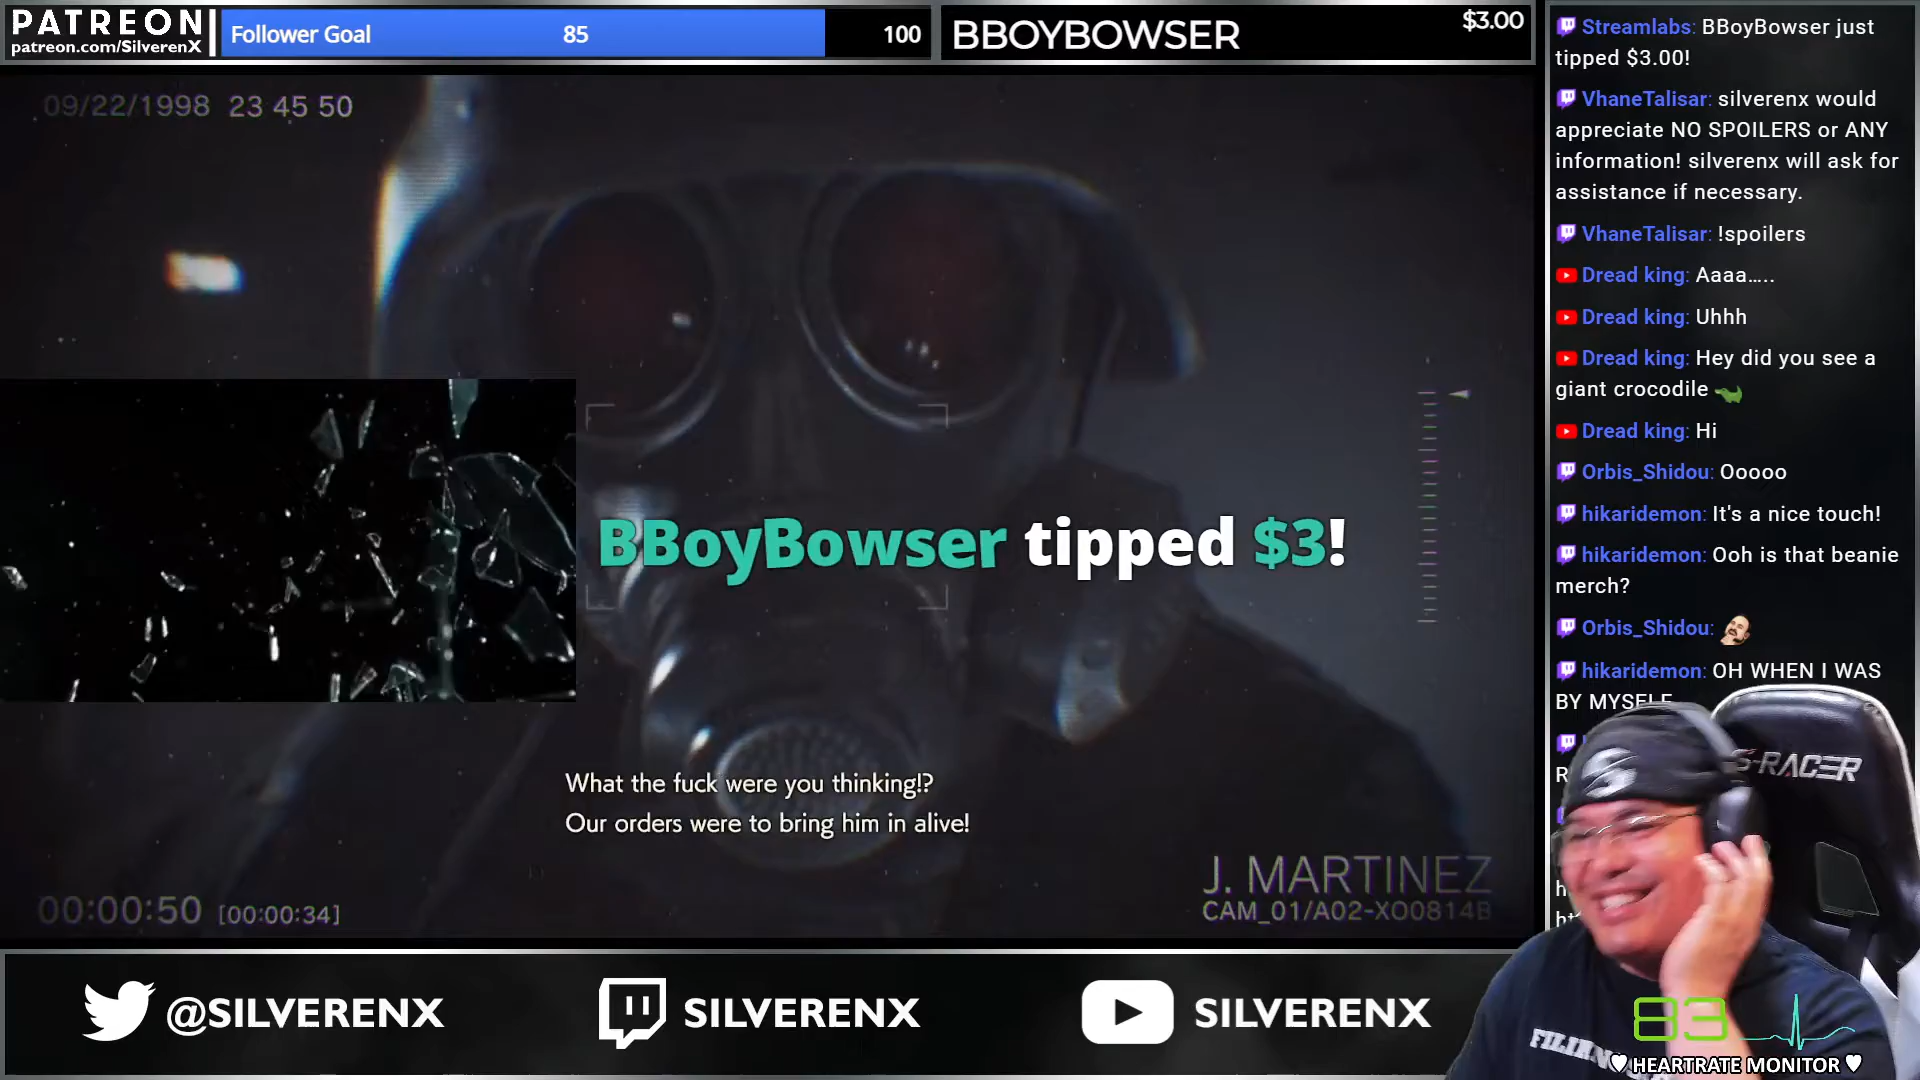 PATREON
patreon.com/SilverenX
Follower Goal 85 100
BBOYBOWSER $3.00
09/22/1998 23 45 50
BBoyBowser tipped $3!
What the fuck were you thinking!?
Our orders were to bring him in alive!
J. MARTINEZ
CAM_01/A02-XO0814B
00:00:50 [00:00:34]
@SILVERENX
SILVERENX
SILVERENX
Streamlabs: BBoyBowser just
tipped $3.00!
VhaneTalisar: silverenx would
appreciate NO SPOILERS or ANY
information! silverenx will ask for
assistance if necessary.
VhaneTalisar: !spoilers
Dread king: Aaaa.....
Dread king: Uhhh
Dread king: Hey did you see a
giant crocodile
Dread king: Hi
Orbis_Shidou: Ooooo
hikaridemon: It's a nice touch!
hikaridemon: Ooh is that beanie
merch?
Orbis_Shidou:
hikaridemon: OH WHEN I WAS
BY MYSELF
S-RACER
83
♥ HEARTRATE MONITOR ♥